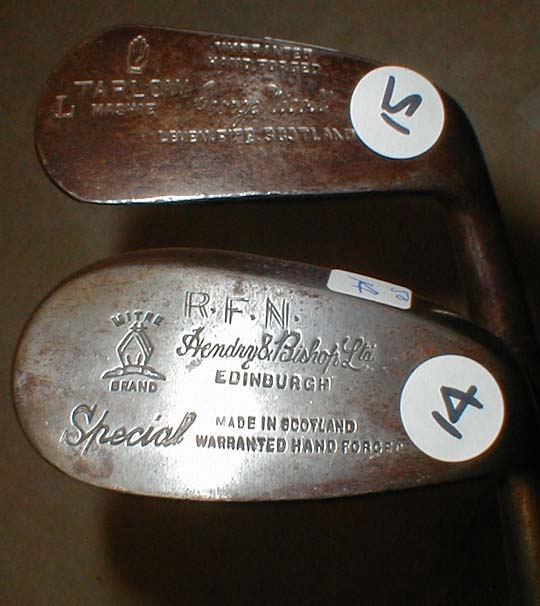 WARRANTED
HAND FORGED
TARLOW
L MASHIE
LEVEN. FIFE. SCOTLAND
15
R.F.N.
MITRE
BRAND
Hendry & Bishop Ltd
EDINBURGH
Special
MADE IN SCOTLAND
WARRANTED HAND FORGED
14